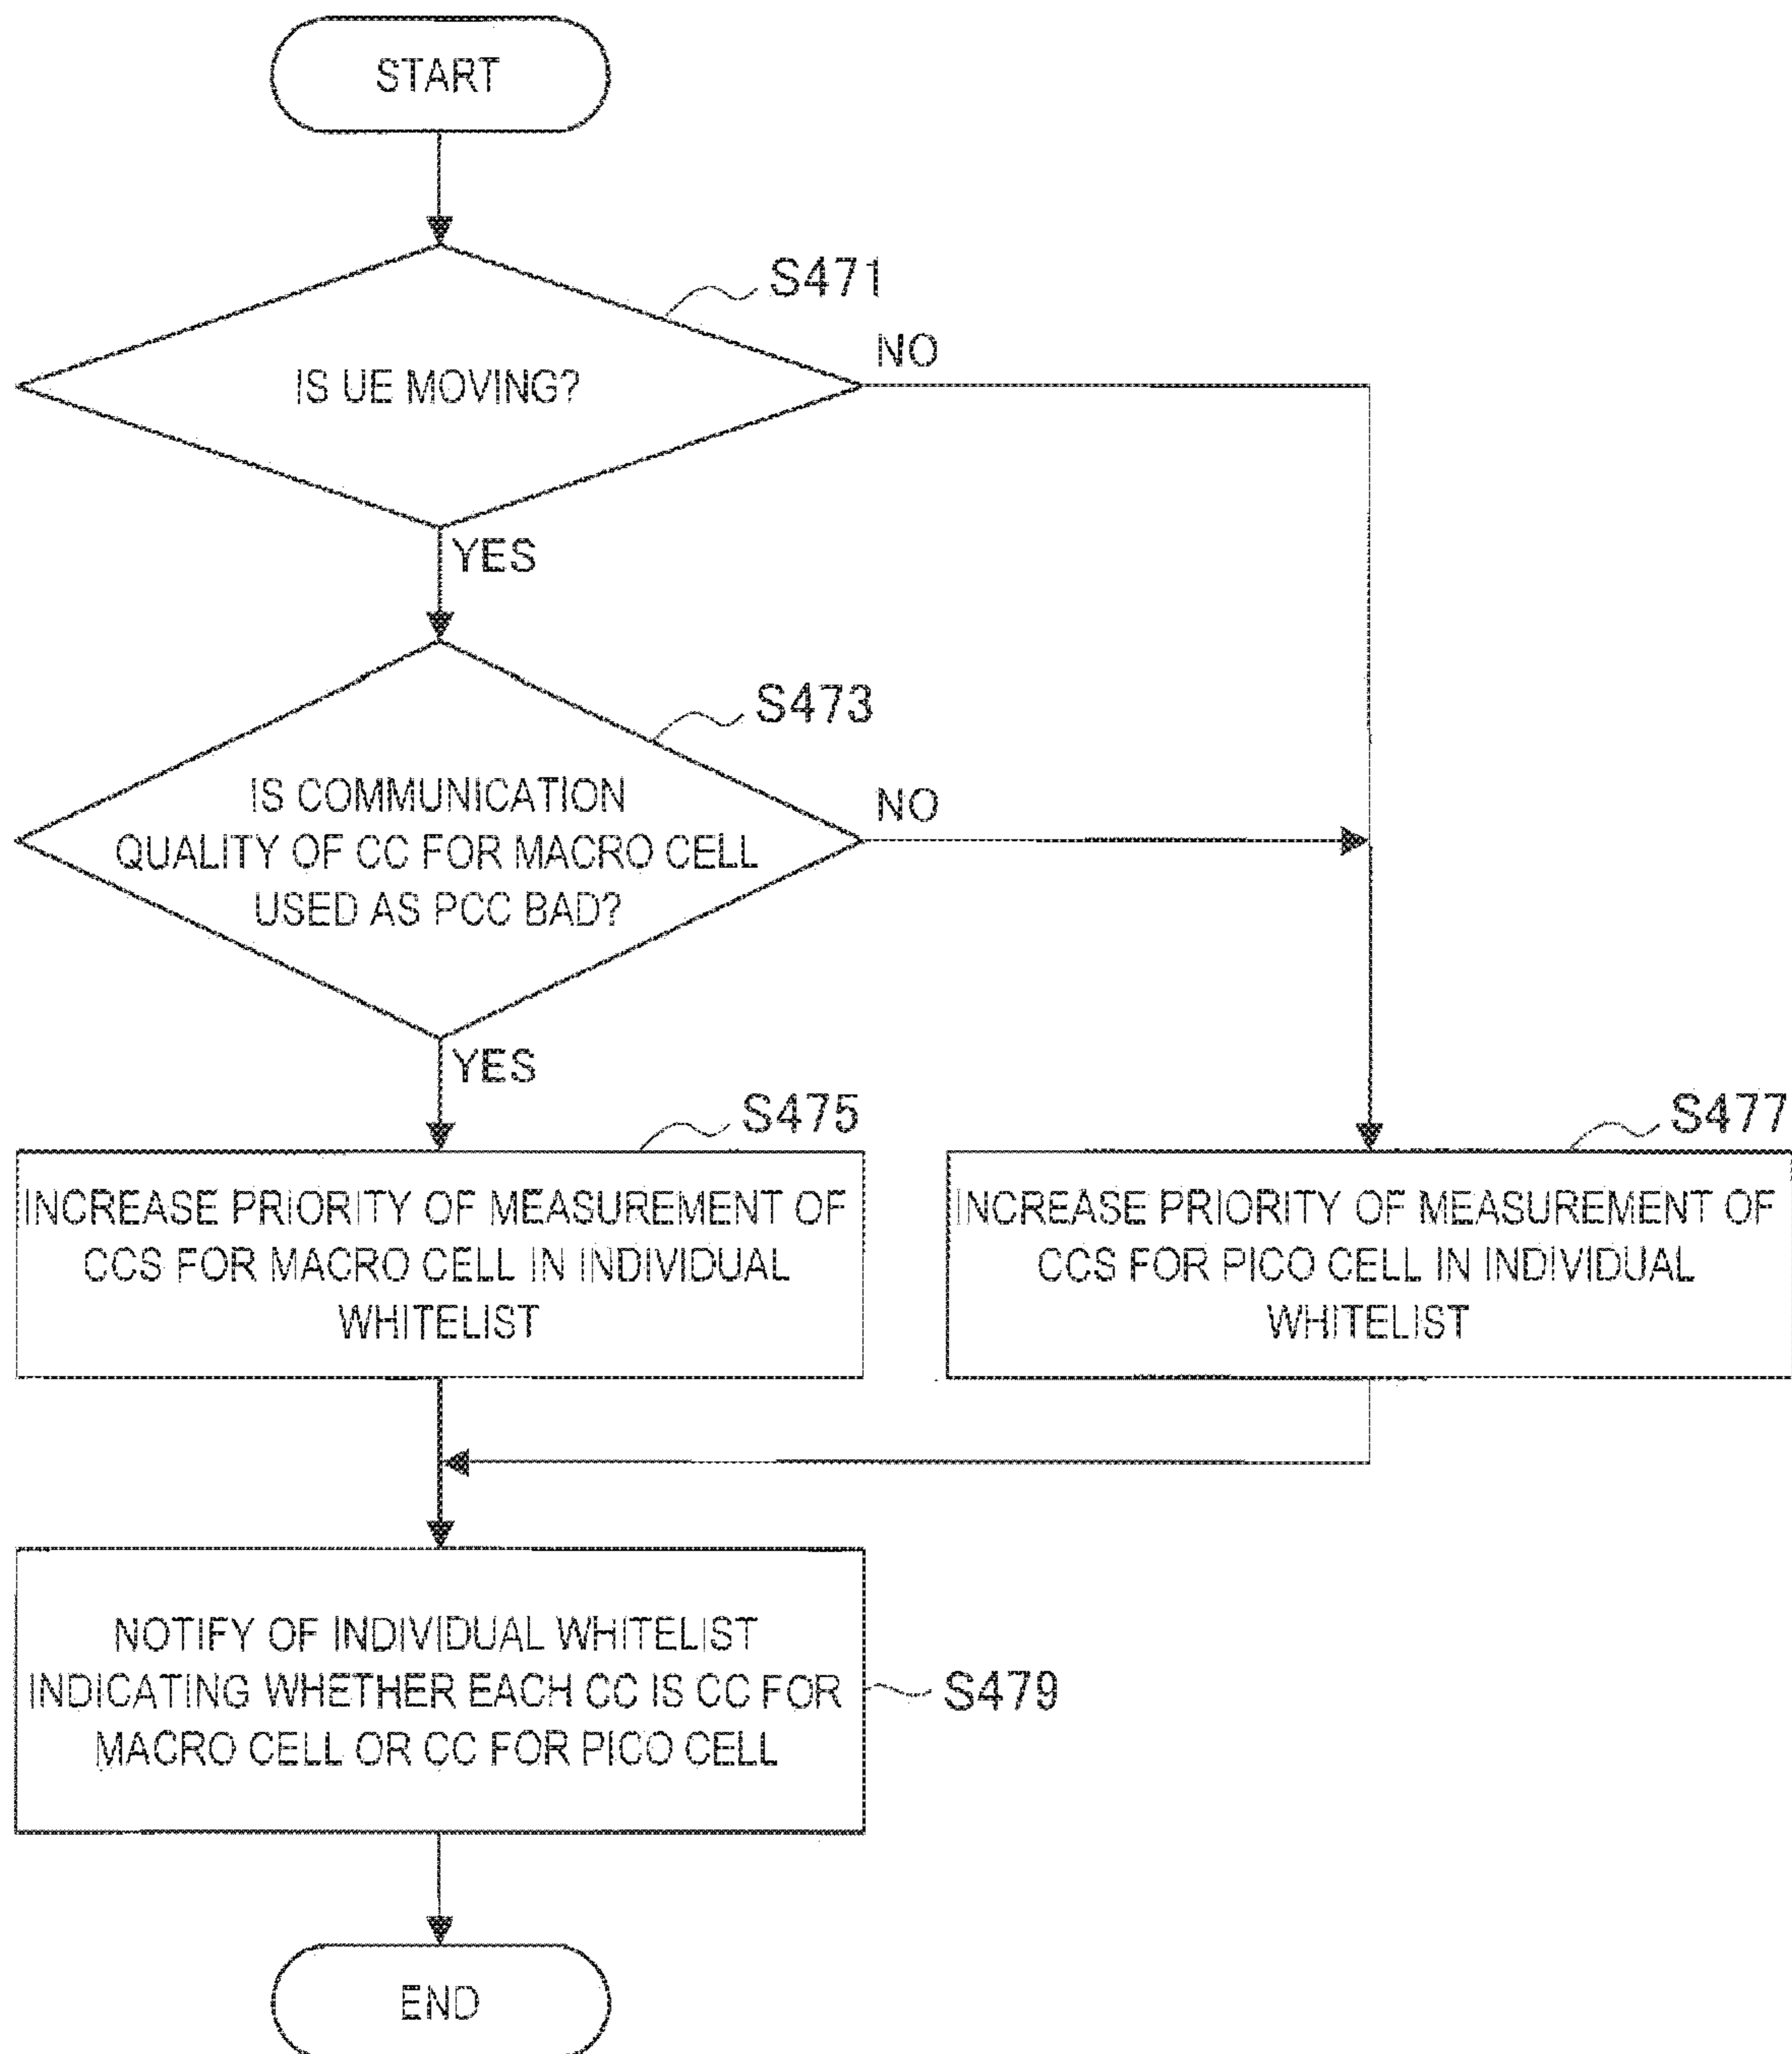 START
S471
NO
IS UE MOVING?
YES
S473
IS COMMUNICATION
QUALITY OF CC FOR MACRO CELL
USED AS PCC BAD?
NO
YES
S475
S477
INCREASE PRIORITY OF MEASUREMENT OF
CCS FOR MACRO CELL IN INDIVIDUAL
WHITELIST
INCREASE PRIORITY OF MEASUREMENT OF
CCS FOR PICO CELL IN INDIVIDUAL
WHITELIST
NOTIFY OF INDIVIDUAL WHITELIST
INDICATING WHETHER EACH CC IS CC FOR
MACRO CELL OR CC FOR PICO CELL
S479
END